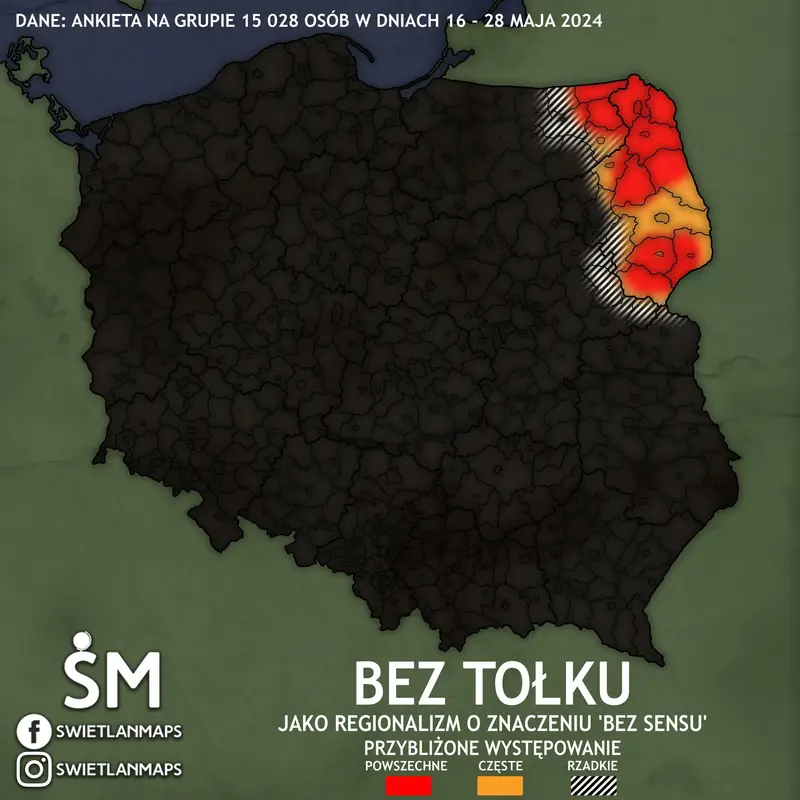 DANE: ANKIETA NA GRUPIE 15 028 OSÓB W DNIACH 16 - 28 MAJA 2024
ŚM
SWIETLANMAPS
SWIETLANMAPS
BEZ TOŁKU
JAKO REGIONALIZM O ZNACZENIU 'BEZ SENSU'
PRZYBLIŻONE WYSTĘPOWANIE
POWSZECHNE CZĘSTE RZADKIE